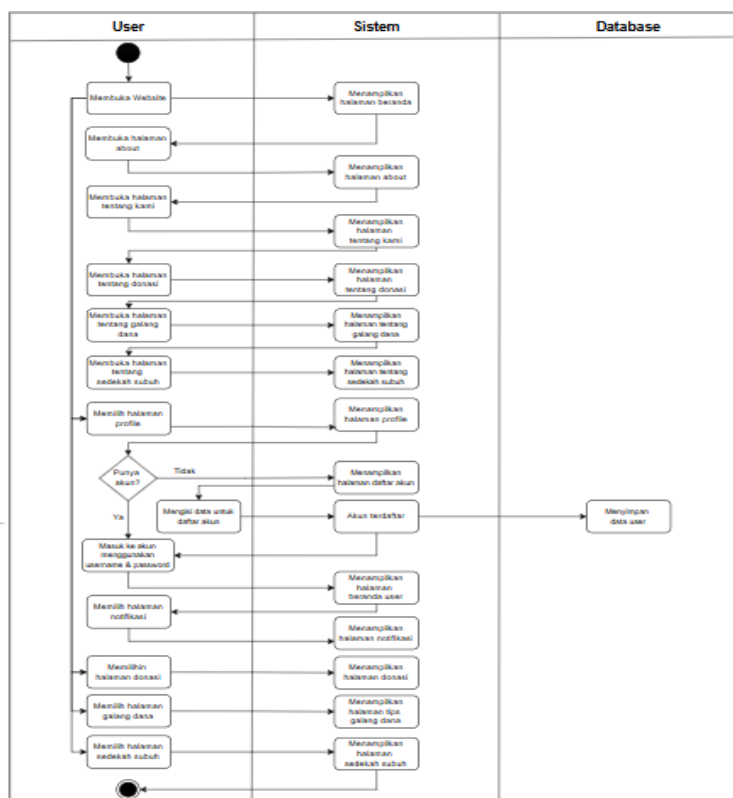 User
Sistem
Database
Membuka Website
Menampilkan
halaman beranda
Membuka halaman
about
Menampilkan
halaman about
Membuka halaman
tentang kami
Menampilkan
halaman
tentang kami
Membuka halaman
tentang donasi
Menampilkan
halaman
tentang donasi
Membuka halaman
tentang galang
dana
Menampilkan
halaman tentang
galang dana
Membuka halaman
tentang
sedekah subuh
Menampilkan
halaman tentang
sedekah subuh
Memilih halaman
profile
Menampilkan
halaman profile
Punya
akun?
Tidak
Menampilkan
halaman daftar akun
Mengisi data untuk
daftar akun
Akun terdaftar
Menyimpan
data user
Ya
Masuk ke akun
menggunakan
username & password
Menampilkan
halaman
beranda user
Memilih halaman
notifikasi
Menampilkan
halaman notifikasi
Memilihin
halaman donasi
Menampilkan
halaman donasi
Memilih halaman
galang dana
Menampilkan
halaman tips
galang dana
Memilih halaman
sedekah subuh
Menampilkan
halaman
sedekah subuh